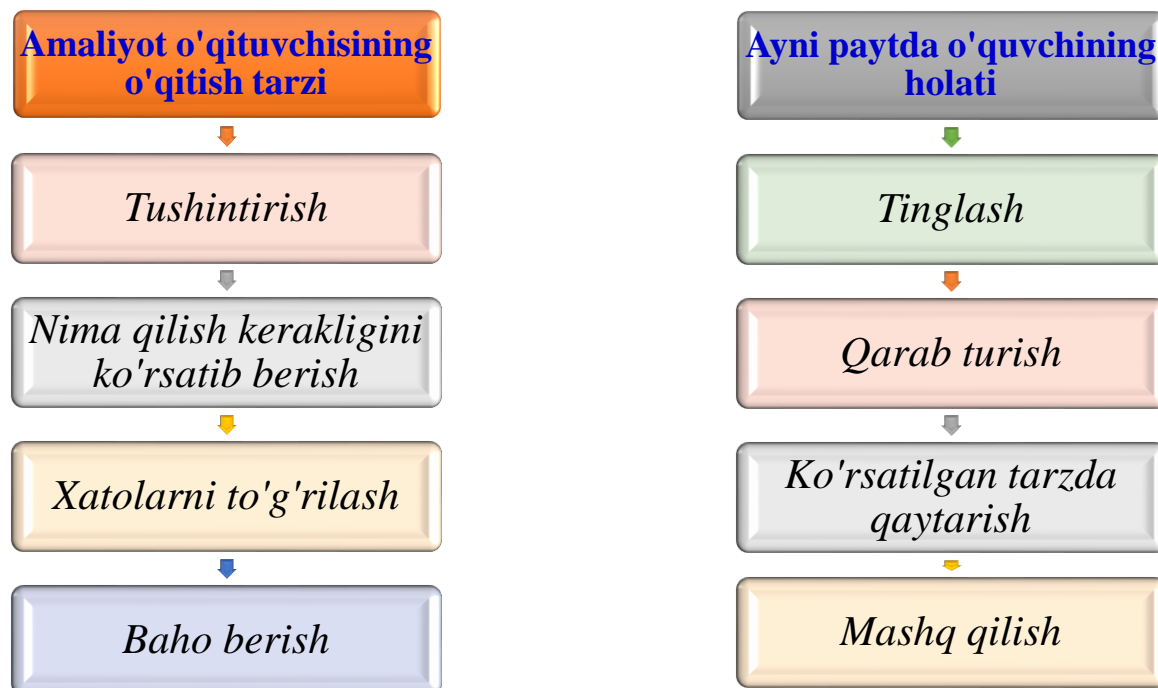 Amaliyot o'qituvchisining
o'qitish tarzi
Tushintirish
Nima qilish kerakligini
ko'rsatib berish
Xatolarni to'g'rilash
Baho berish
Ayni paytda o'quvchining
holati
Tinglash
Qarab turish
Ko'rsatilgan tarzda
qaytarish
Mashq qilish